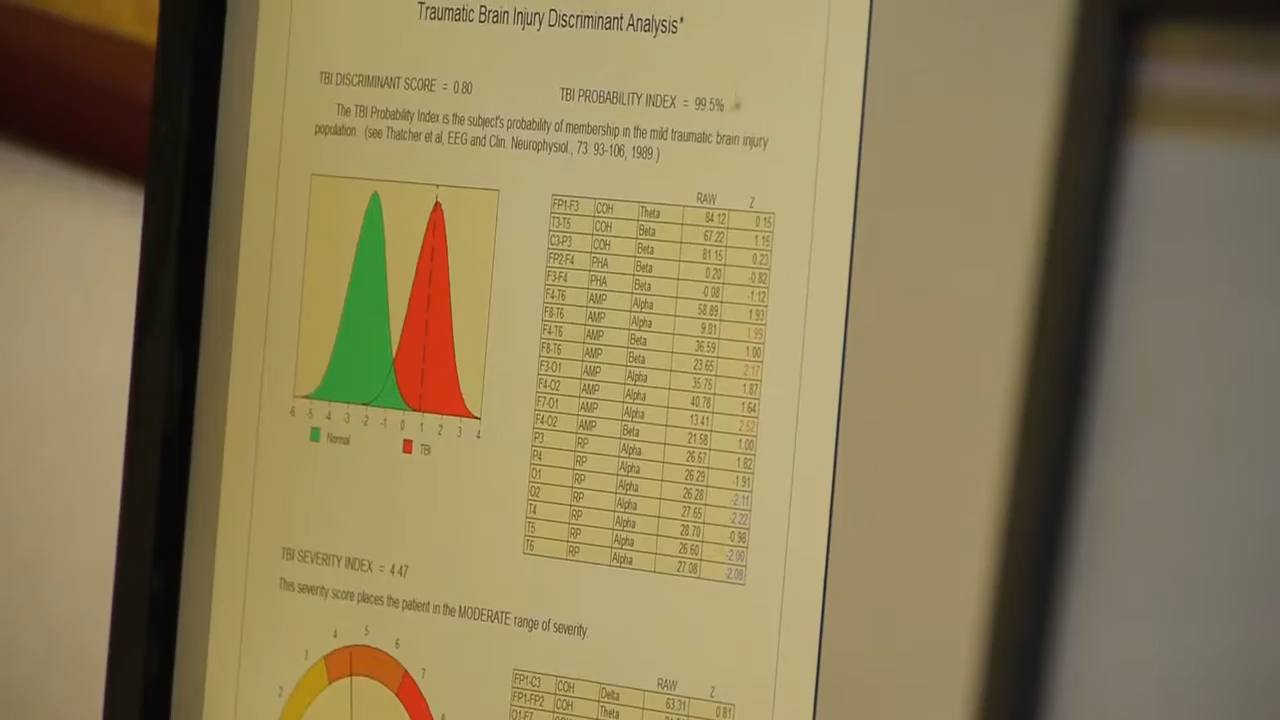 Traumatic Brain Injury Discriminant Analysis*
TBI DISCRIMINANT SCORE = 0.80
TBI PROBABILITY INDEX = 99.5%
The TBI Probability Index is the subject's probability of membership in the mild traumatic brain injury
population. (see Thatcher et al, EEG and Clin. Neurophysiol., 73: 93-106, 1989.)
-6 -5 -4 -3 -2 -1 0 1 2 3 4
Normal TBI
RAW Z
FP1-F3 COH Theta 84.12 0.15
T3-T5 COH Beta 67.22 1.15
C3-P3 COH Beta 81.15 0.23
FP2-F4 PHA Beta 0.20 -0.82
F3-F4 PHA Beta -0.08 -1.12
F4-T6 AMP Alpha 58.89 1.93
F8-T6 AMP Alpha 9.81 1.99
F4-T6 AMP Beta 36.59 1.00
F8-T6 AMP Beta 23.65 2.17
F3-O1 AMP Alpha 35.75 1.87
F4-O2 AMP Alpha 40.78 1.64
F7-O1 AMP Alpha 13.41 2.52
F4-O2 AMP Beta 21.58 1.00
P3 RP Alpha 26.67 1.82
P4 RP Alpha 26.29 -1.91
O1 RP Alpha 26.28 -2.11
O2 RP Alpha 27.65 -2.22
T4 RP Alpha 28.70 -0.98
T5 RP Alpha 26.60 -2.00
T6 RP Alpha 27.08 -2.08
TBI SEVERITY INDEX = 4.47
This severity score places the patient in the MODERATE range of severity.
2 3 4 5 6 7
RAW Z
FP1-C3 COH Delta 63.31 0.81
FP1-FP2 COH Theta
O1-F7 COH